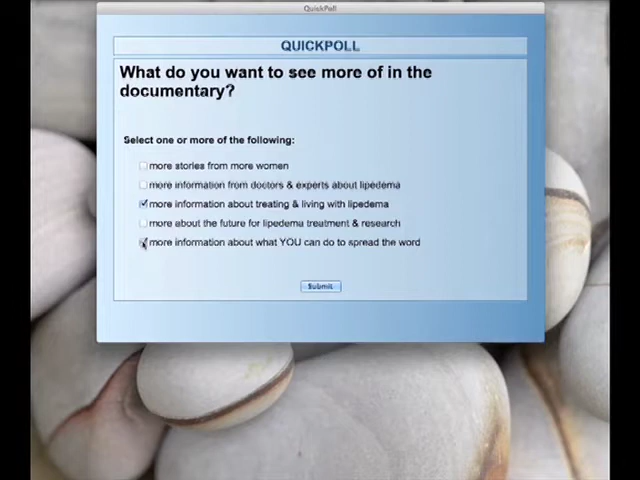 QuickPoll
QUICKPOLL
What do you want to see more of in the
documentary?
Select one or more of the following:
more stories from more women
more information from doctors & experts about lipedema
more information about treating & living with lipedema
more about the future for lipedema treatment & research
more information about what YOU can do to spread the word
Submit